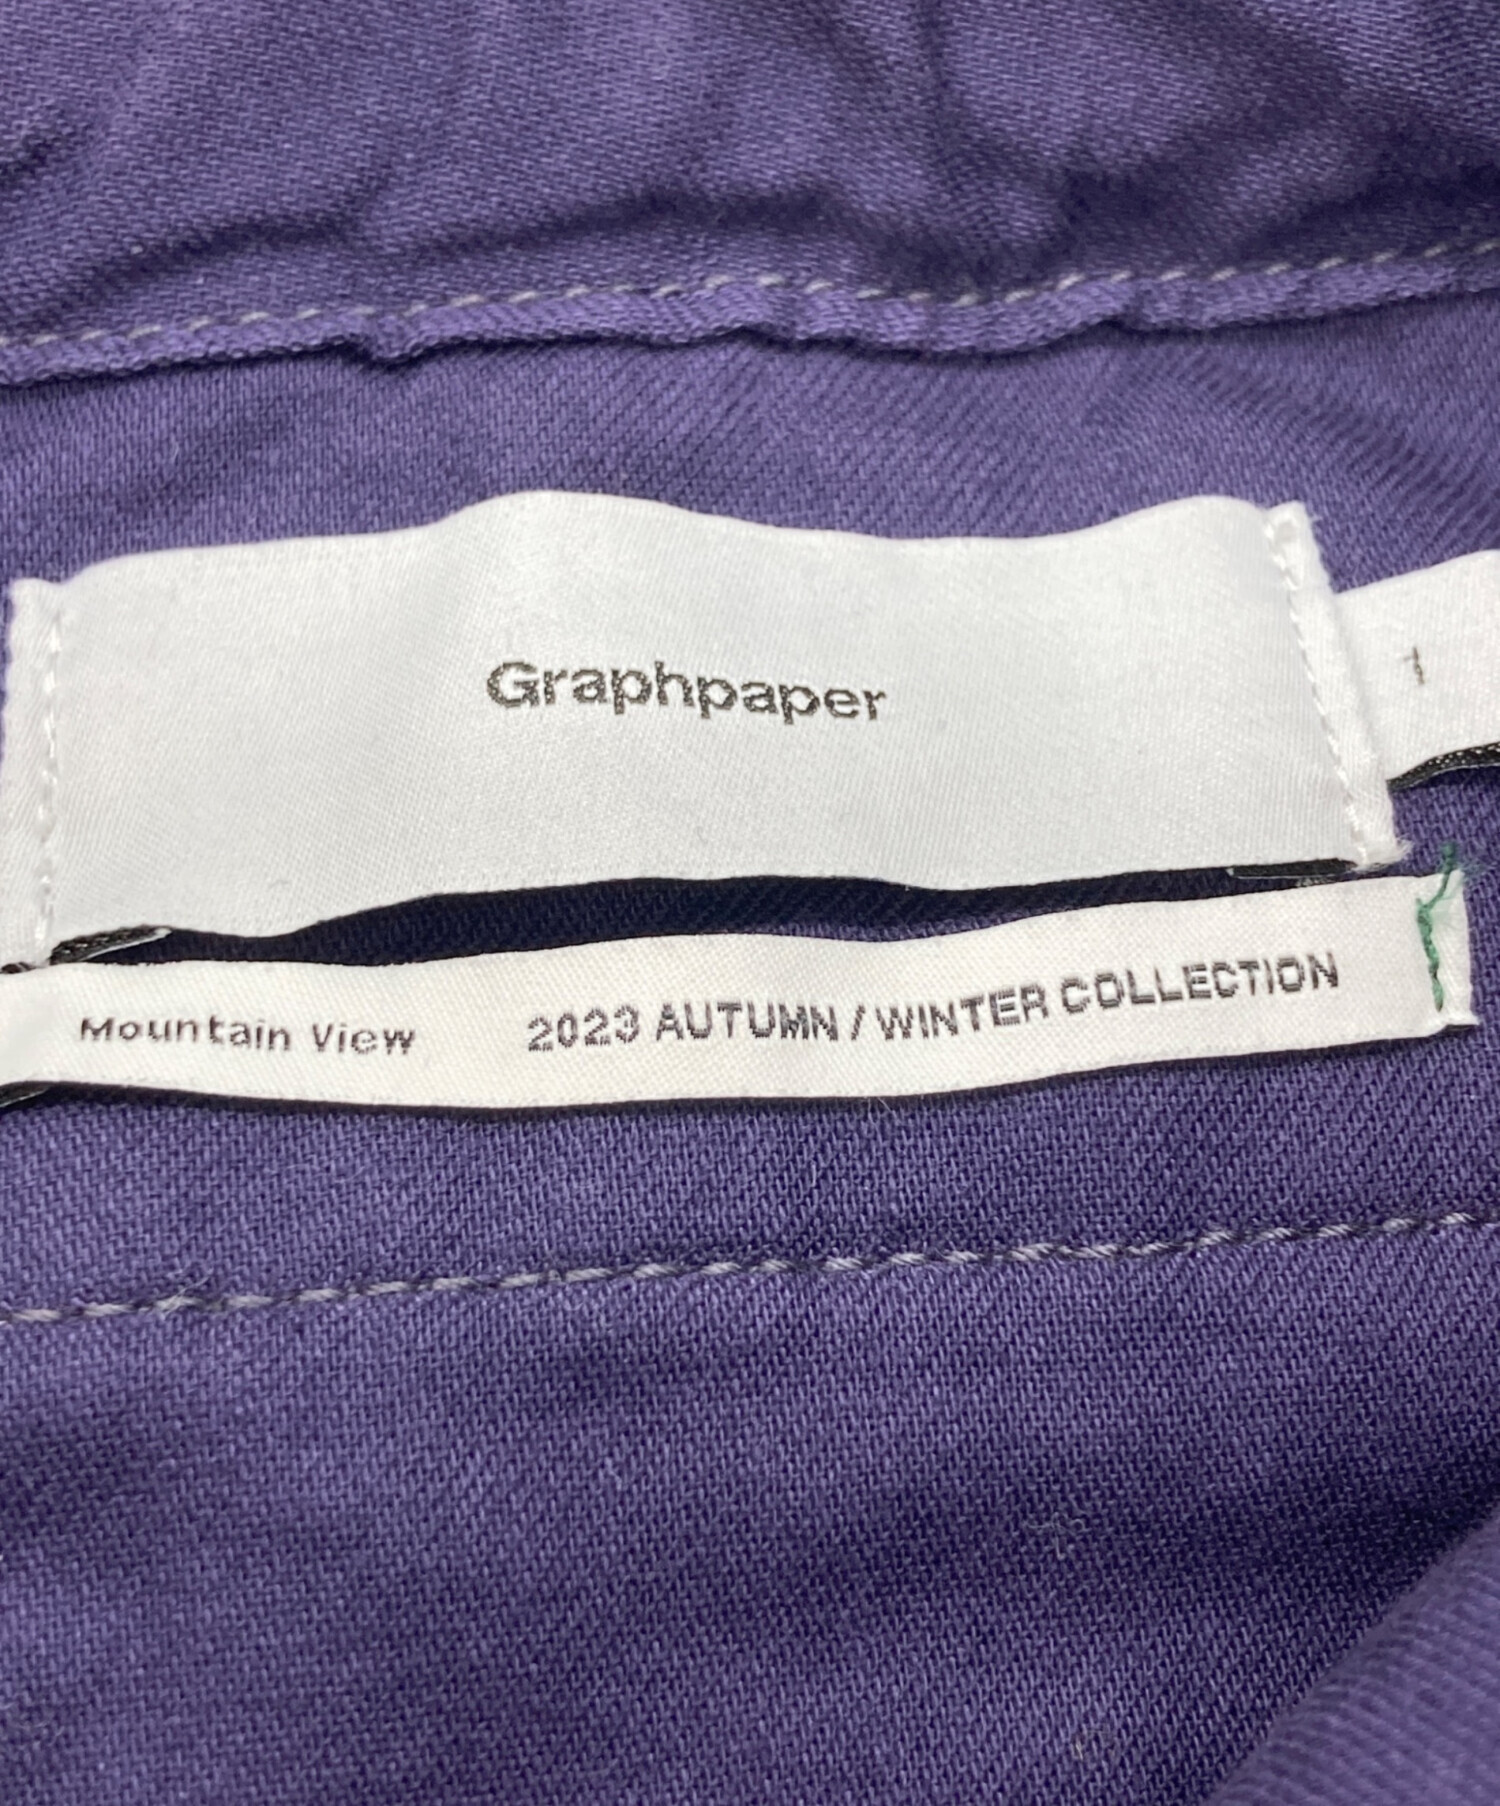 Graphpaper
1
Mountain View 2023 AUTUMN / WINTER COLLECTION